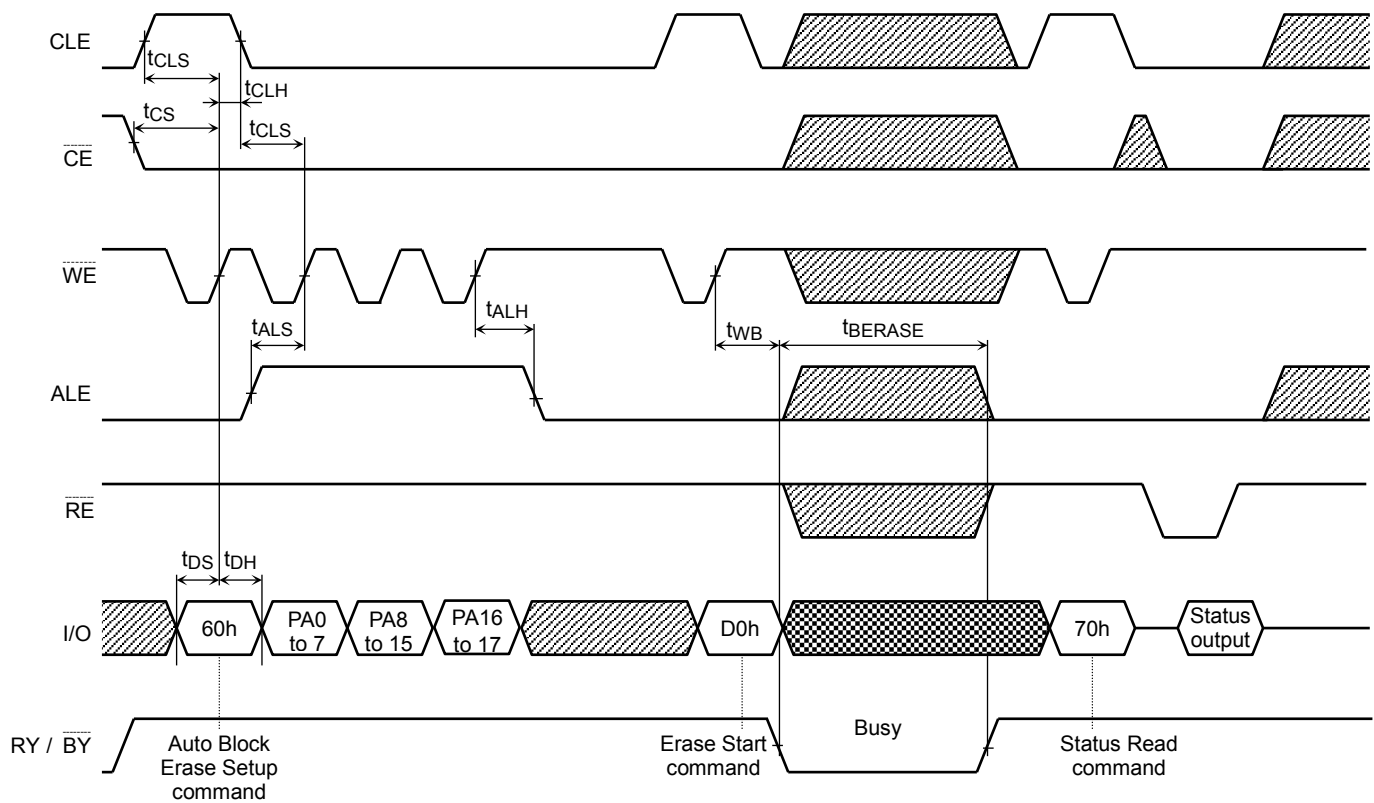 CLE
tCLS
tCLH
tCS
tCLS
CE
WE
tALS
tALH
tWB
tBERASE
ALE
RE
tDS
tDH
I/O
60h
PA0
to 7
PA8
to 15
PA16
to 17
D0h
70h
Status
output
RY / BY
Auto Block
Erase Setup
command
Erase Start
command
Busy
Status Read
command